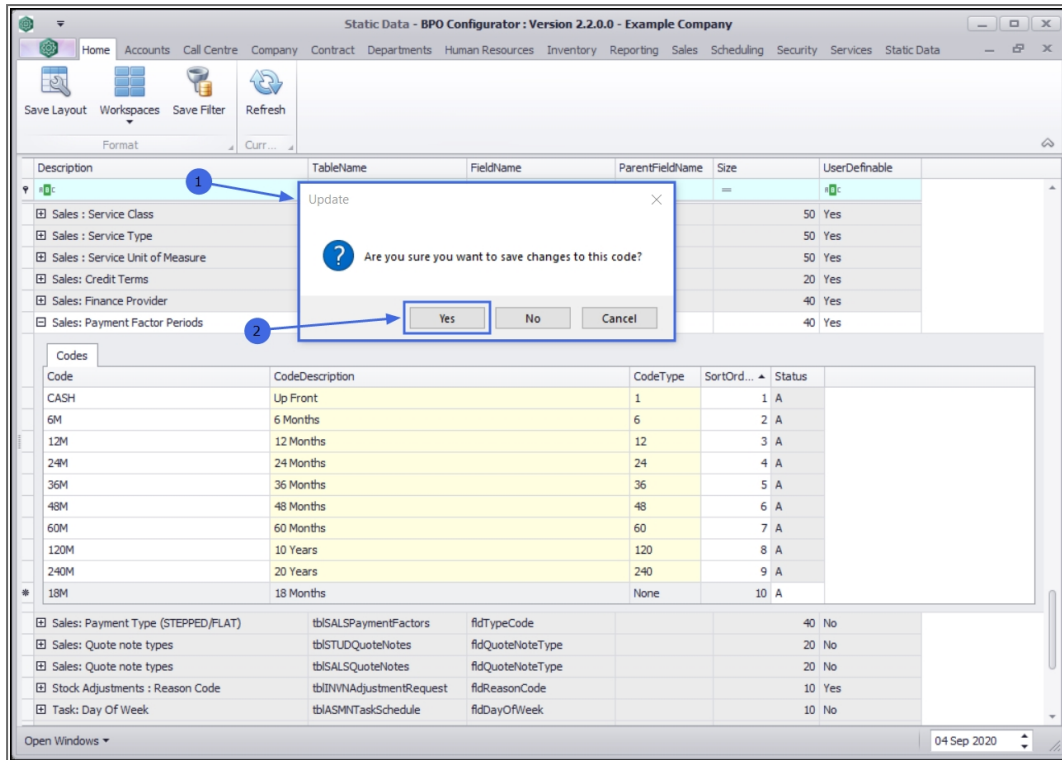 Static Data - BPO Configurator : Version 2.2.0.0 - Example Company
Home Accounts Call Centre Company Contract Departments Human Resources Inventory Reporting Sales Scheduling Security Services Static Data
Save Layout Workspaces Save Filter Refresh
Format Curr...
Description TableName FieldName ParentFieldName Size UserDefinable
1
Update
Sales : Service Class 50 Yes
Sales : Service Type 50 Yes
Are you sure you want to save changes to this code?
Sales : Service Unit of Measure 50 Yes
Sales: Credit Terms 20 Yes
Sales: Finance Provider 40 Yes
Yes No Cancel
Sales: Payment Factor Periods 40 Yes
2
Codes
Code CodeDescription CodeType SortOrd... Status
CASH Up Front 1 1 A
6M 6 Months 6 2 A
12M 12 Months 12 3 A
24M 24 Months 24 4 A
36M 36 Months 36 5 A
48M 48 Months 48 6 A
60M 60 Months 60 7 A
120M 10 Years 120 8 A
240M 20 Years 240 9 A
18M 18 Months None 10 A
Sales: Payment Type (STEPPED/FLAT) tblSALSPaymentFactors fldTypeCode 40 No
Sales: Quote note types tblSTUDQuoteNotes fldQuoteNoteType 20 No
Sales: Quote note types tblSALSQuoteNotes fldQuoteNoteType 20 No
Stock Adjustments : Reason Code tblINVNAdjustmentRequest fldReasonCode 10 Yes
Task: Day Of Week tblASMNTaskSchedule fldDayOfWeek 10 No
Open Windows 04 Sep 2020